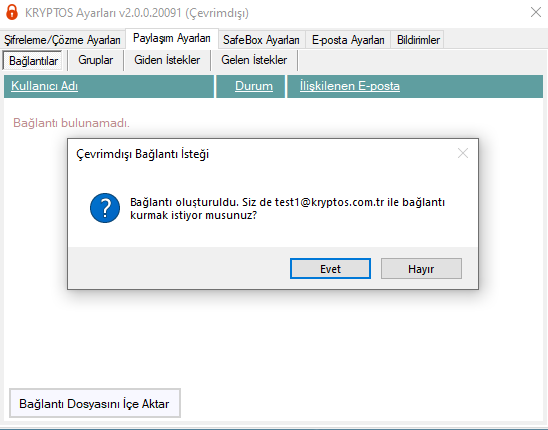 KRYPTOS Ayarları v2.0.0.20091 (Çevrimdışı)
Şifreleme/Çözme Ayarları Paylaşım Ayarları SafeBox Ayarları E-posta Ayarları Bildirimler
Bağlantılar Gruplar Giden İstekler Gelen İstekler
Kullanıcı Adı Durum İlişkilenen E-posta
Bağlantı bulunamadı.
Çevrimdışı Bağlantı İsteği
Bağlantı oluşturuldu. Siz de test1@kryptos.com.tr ile bağlantı
kurmak istiyor musunuz?
Evet Hayır
Bağlantı Dosyasını İçe Aktar